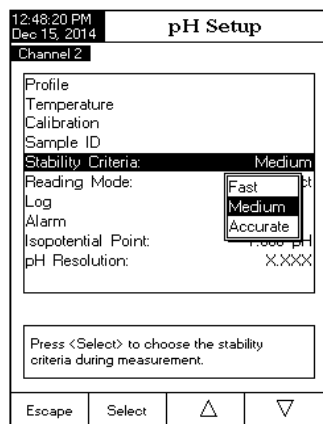 12:48:20 PM
Dec 15, 2014
pH Setup
Channel 2
Profile
Temperature
Calibration
Sample ID
Stability Criteria: Medium
Reading Mode:
Fast
Medium
Accurate
Log
Alarm
Isopotential Point: pH
pH Resolution: X.XXX
Press <Select> to choose the stability
criteria during measurement.
Escape Select △ ▽